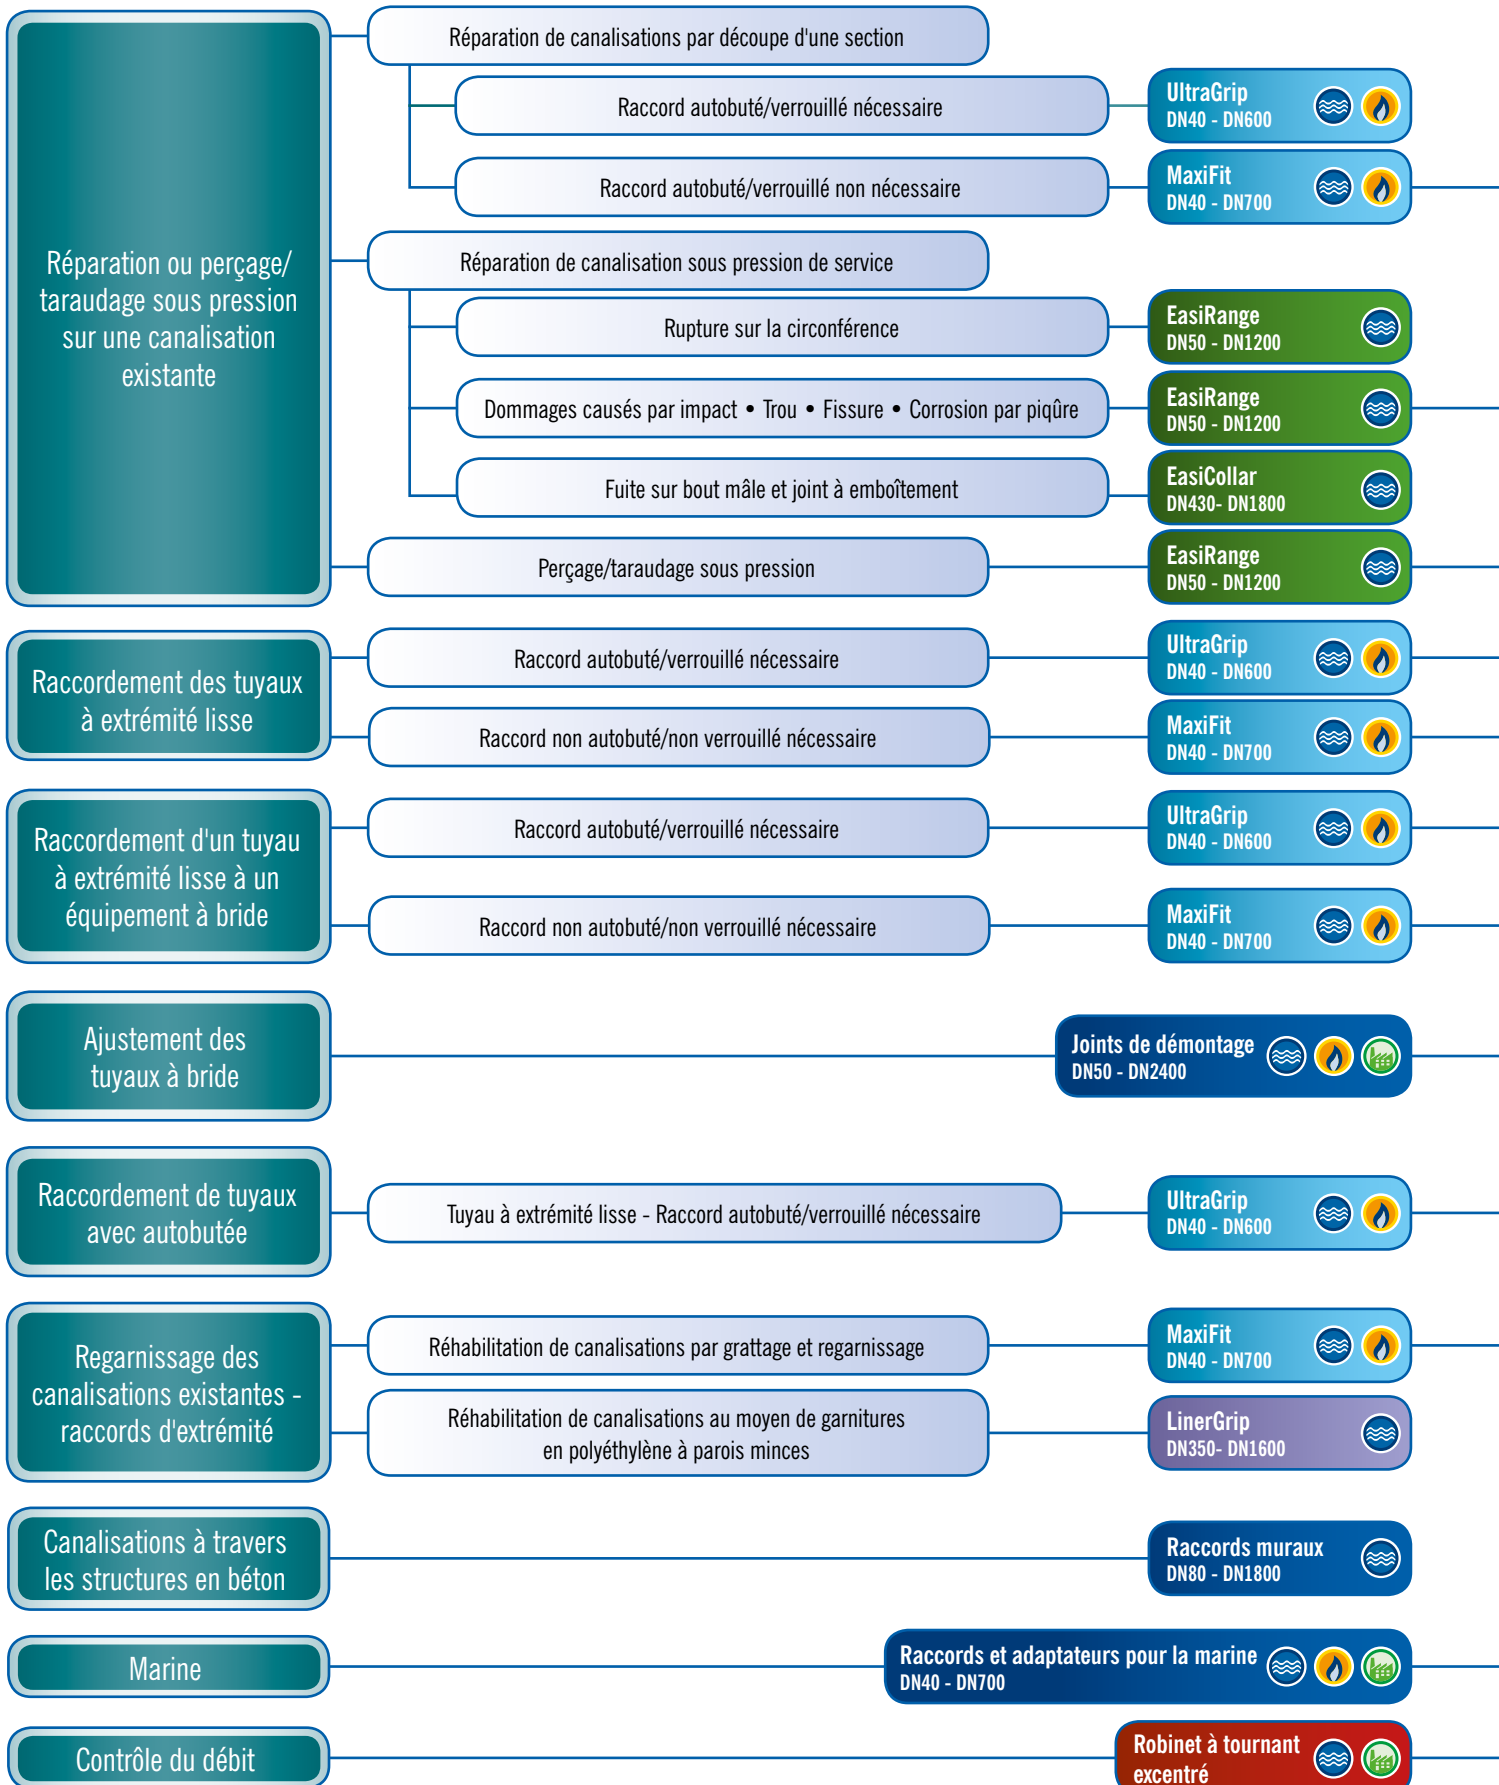 Réparation ou perçage/
taraudage sous pression
sur une canalisation
existante
Réparation de canalisations par découpe d'une section
Raccord autobuté/verrouillé nécessaire
UltraGrip
DN40 - DN600
Raccord autobuté/verrouillé non nécessaire
MaxiFit
DN40 - DN700
Réparation de canalisation sous pression de service
Rupture sur la circonférence
EasiRange
DN50 - DN1200
Dommages causés par impact • Trou • Fissure • Corrosion par piqûre
EasiRange
DN50 - DN1200
Fuite sur bout mâle et joint à emboîtement
EasiCollar
DN430- DN1800
Perçage/taraudage sous pression
EasiRange
DN50 - DN1200
Raccordement des tuyaux
à extrémité lisse
Raccord autobuté/verrouillé nécessaire
UltraGrip
DN40 - DN600
Raccord non autobuté/non verrouillé nécessaire
MaxiFit
DN40 - DN700
Raccordement d'un tuyau
à extrémité lisse à un
équipement à bride
Raccord autobuté/verrouillé nécessaire
UltraGrip
DN40 - DN600
Raccord non autobuté/non verrouillé nécessaire
MaxiFit
DN40 - DN700
Ajustement des
tuyaux à bride
Joints de démontage
DN50 - DN2400
Raccordement de tuyaux
avec autobutée
Tuyau à extrémité lisse - Raccord autobuté/verrouillé nécessaire
UltraGrip
DN40 - DN600
Regarnissage des
canalisations existantes -
raccords d'extrémité
Réhabilitation de canalisations par grattage et regarnissage
MaxiFit
DN40 - DN700
Réhabilitation de canalisations au moyen de garnitures
en polyéthylène à parois minces
LinerGrip
DN350- DN1600
Canalisations à travers
les structures en béton
Raccords muraux
DN80 - DN1800
Marine
Raccords et adaptateurs pour la marine
DN40 - DN700
Contrôle du débit
Robinet à tournant
excentré